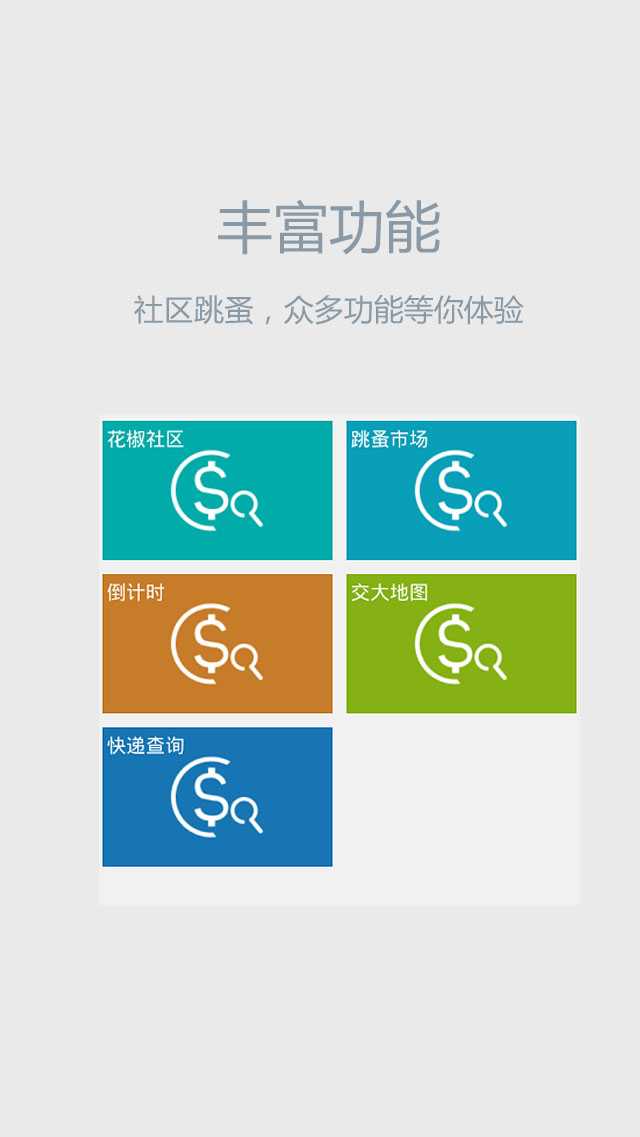 丰富功能
社区跳蚤，众多功能等你体验
花椒社区
跳蚤市场
倒计时
交大地图
快递查询